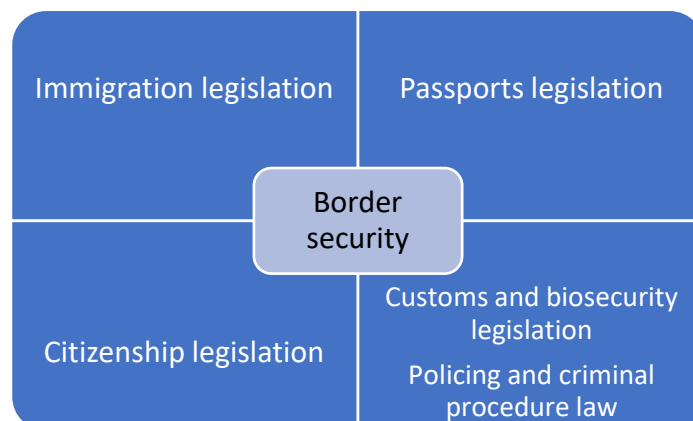 Immigration legislation
Passports legislation
Border
security
Citizenship legislation
Customs and biosecurity
legislation
Policing and criminal
procedure law